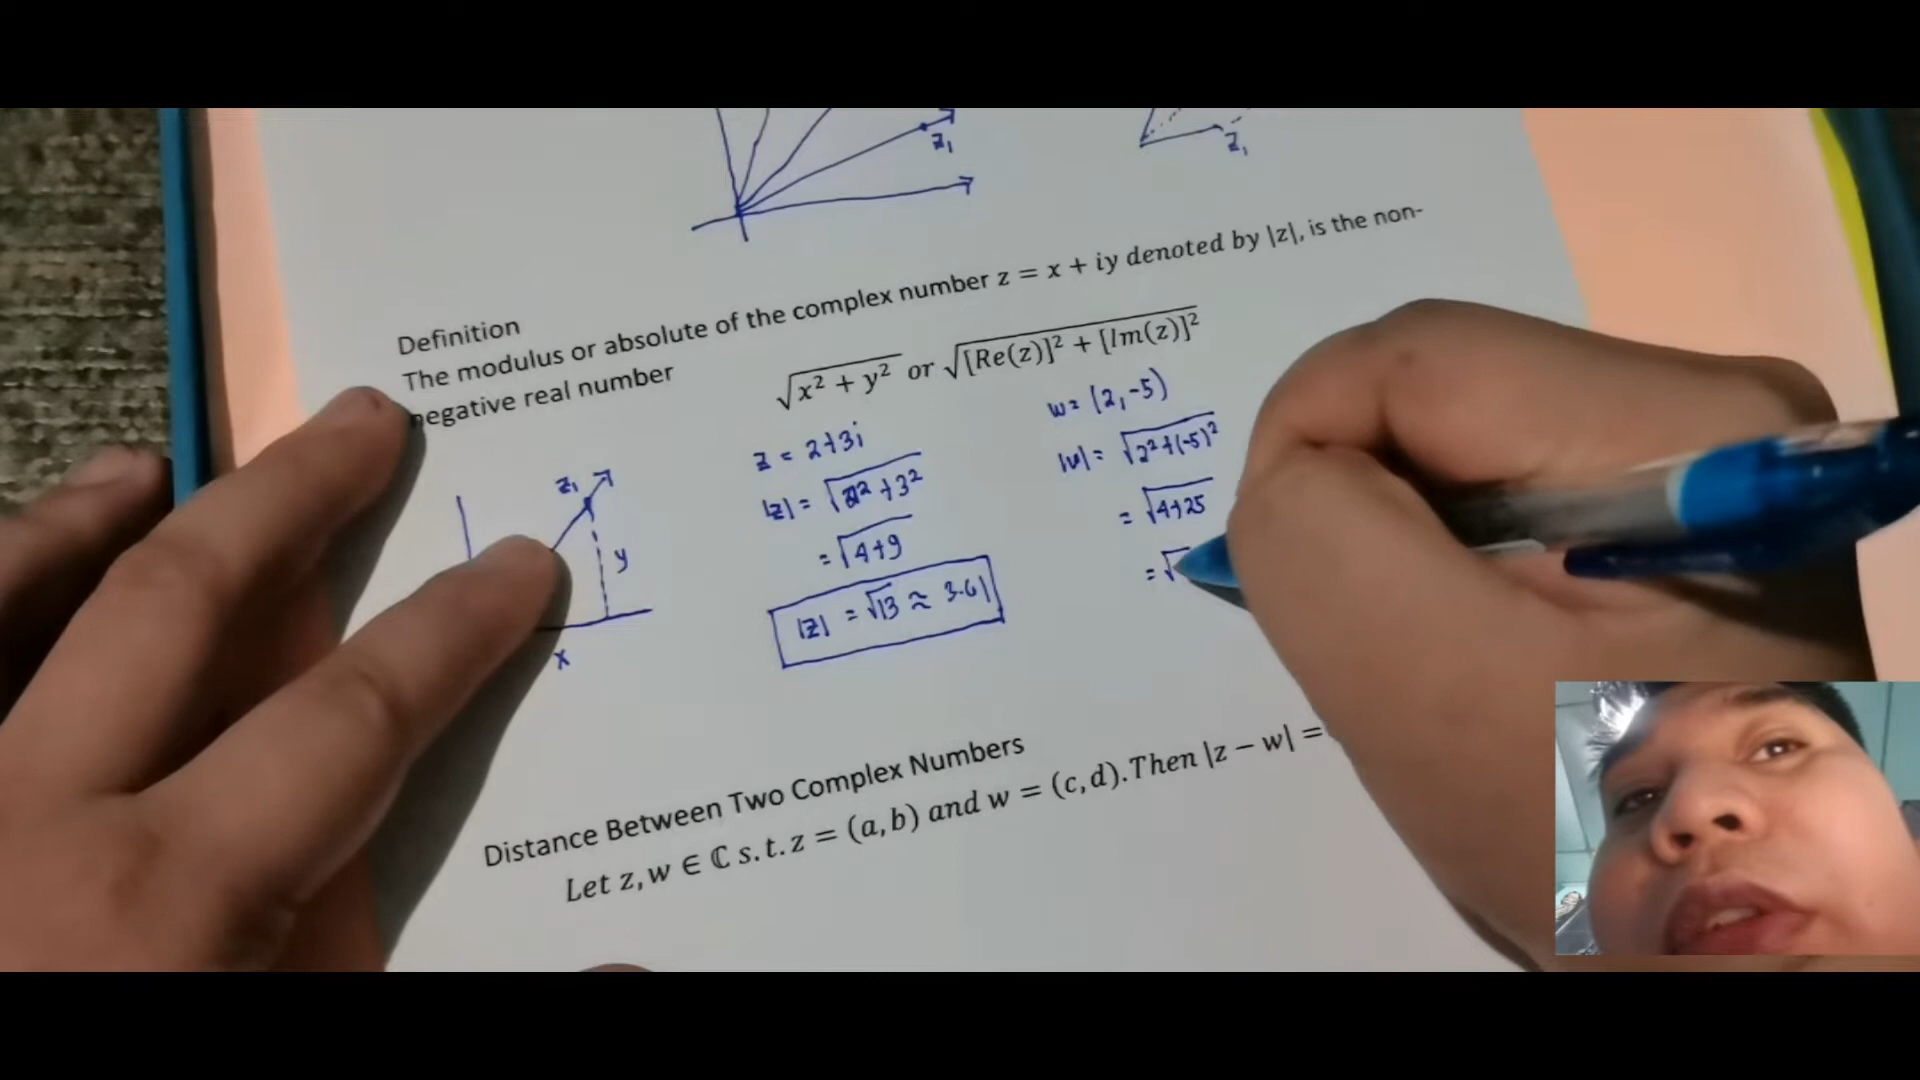 z₁
z₁
Definition
The modulus or absolute of the complex number z = x + iy denoted by |z|, is the non-
negative real number
√x² + y² or √[Re(z)]² + [Im(z)]²
z₁
y
x
z = 2+3i
|z| = √2² + 3²
= √4+9
|z| = √13 ≈ 3.61
w = (2, -5)
|w| = √2²+(-5)²
= √4+25
= √
Distance Between Two Complex Numbers
Let z, w ∈ ℂ s. t. z = (a, b) and w = (c, d). Then |z − w| =